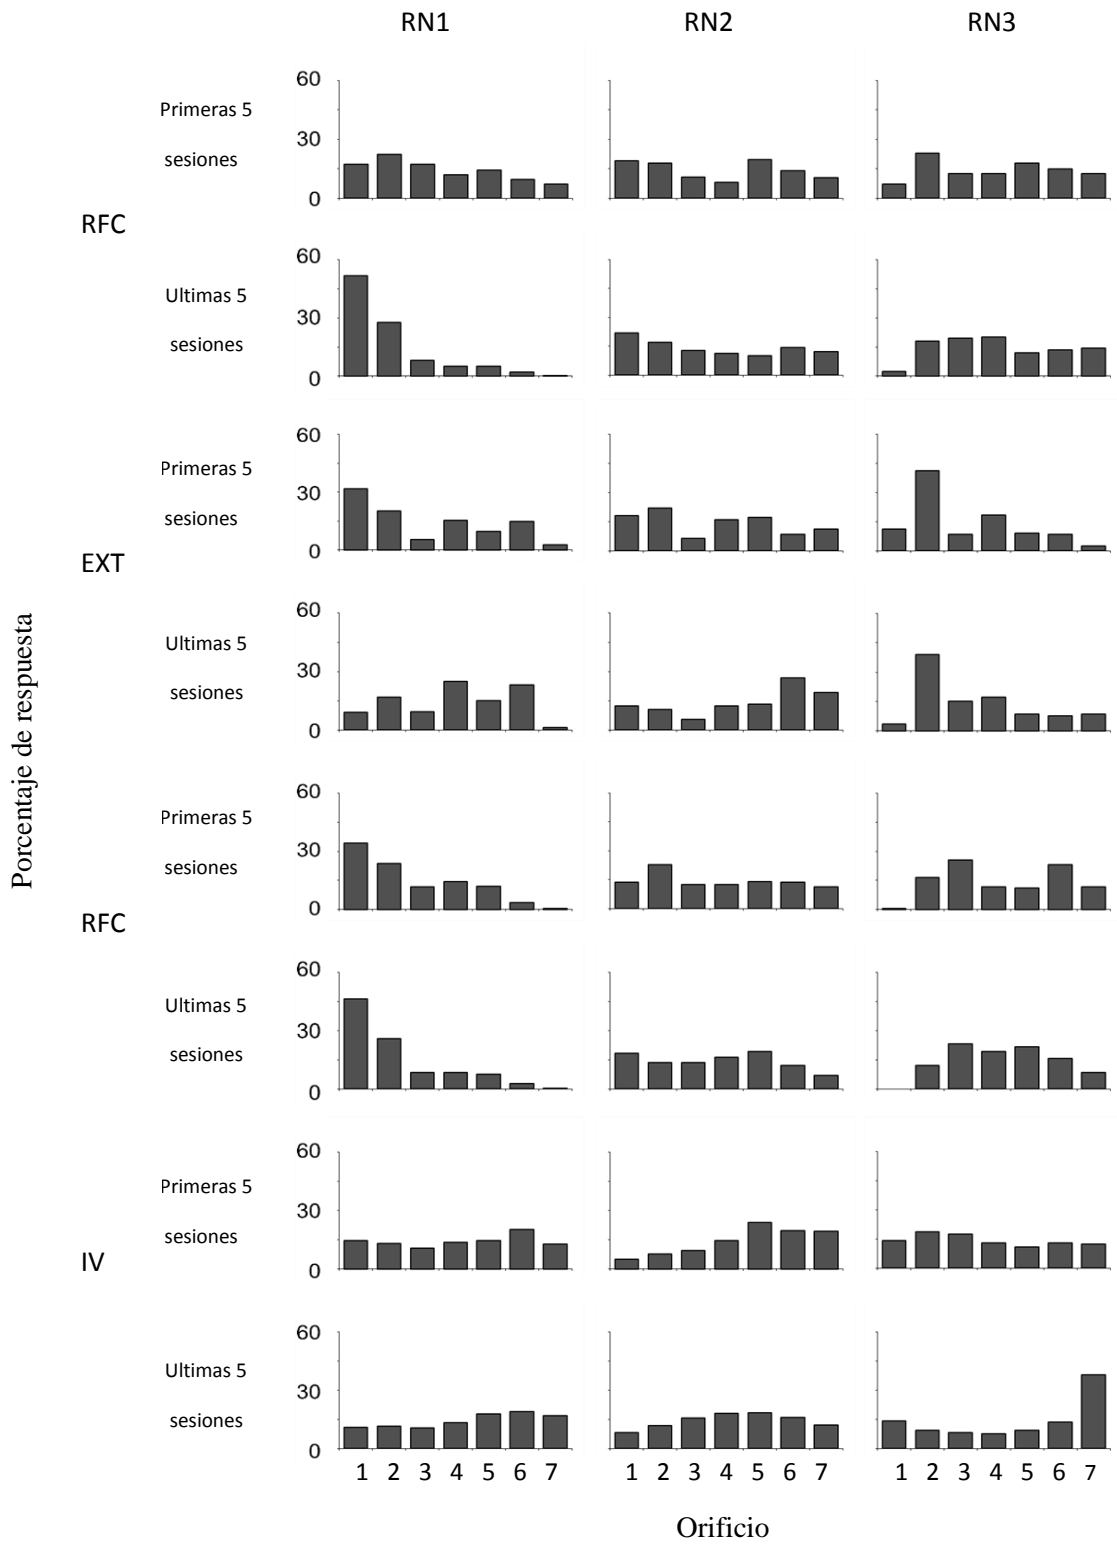 RN1 RN2 RN3
Primeras 5
sesiones
60
30
0
RFC
Ultimas 5
sesiones
60
30
0
Primeras 5
sesiones
60
30
0
EXT
Ultimas 5
sesiones
60
30
0
Porcentaje de respuesta
Primeras 5
sesiones
60
30
0
RFC
Ultimas 5
sesiones
60
30
0
Primeras 5
sesiones
60
30
0
IV
Ultimas 5
sesiones
60
30
0
1 2 3 4 5 6 7 1 2 3 4 5 6 7 1 2 3 4 5 6 7
Orificio